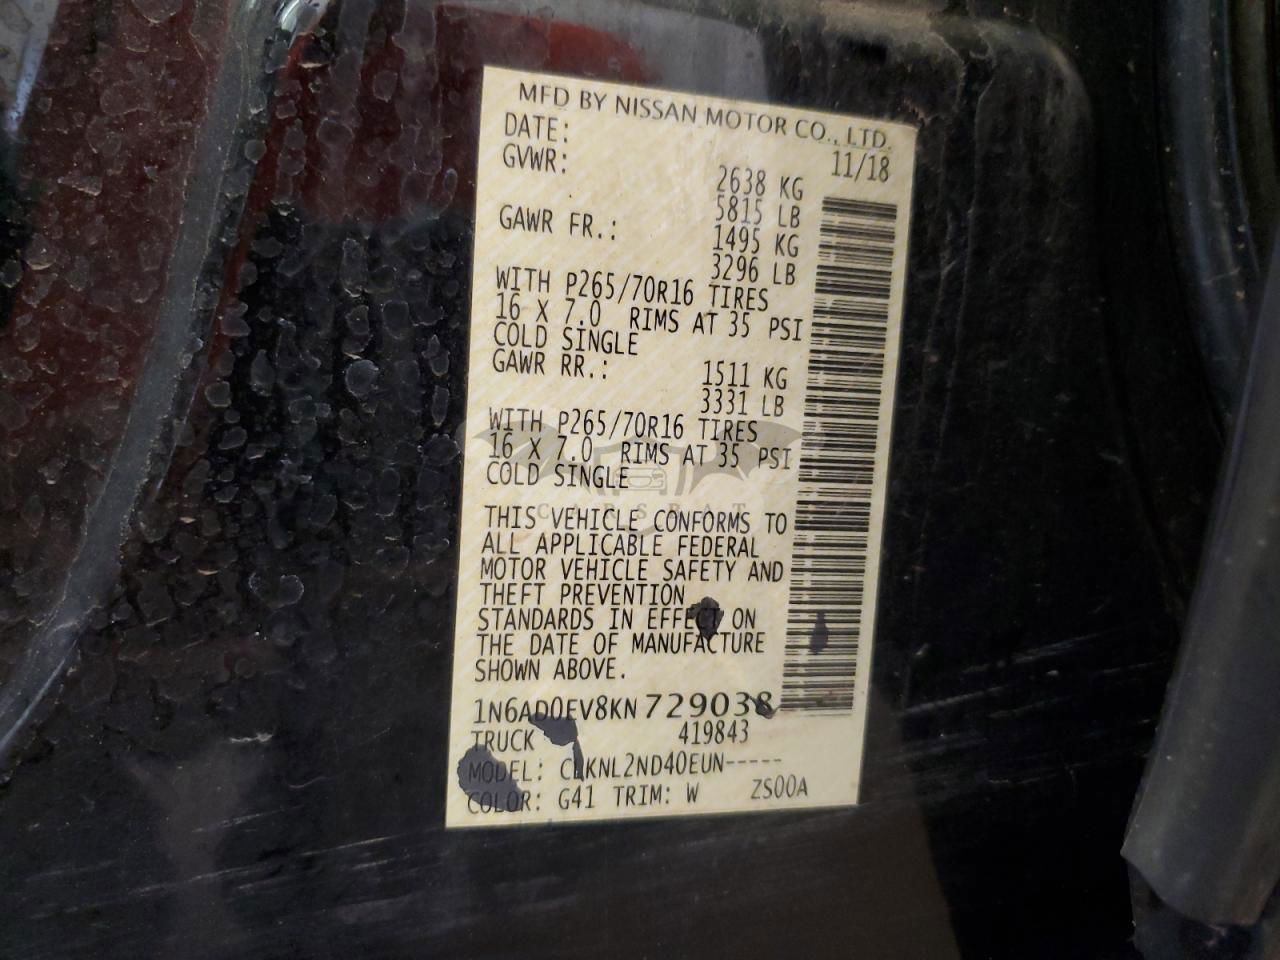 MFD BY NISSAN MOTOR CO., LTD.
DATE: 11/18
GVWR: 2638 KG
5815 LB
GAWR FR.: 1495 KG
3296 LB
WITH P265/70R16 TIRES
16 X 7.0 RIMS AT 35 PSI
COLD SINGLE
GAWR RR.: 1511 KG
3331 LB
WITH P265/70R16 TIRES
16 X 7.0 RIMS AT 35 PSI
COLD SINGLE
CARSBAT
THIS VEHICLE CONFORMS TO
ALL APPLICABLE FEDERAL
MOTOR VEHICLE SAFETY AND
THEFT PREVENTION
STANDARDS IN EFFECT ON
THE DATE OF MANUFACTURE
SHOWN ABOVE.
1N6AD0EV8KN729038
TRUCK 419843
MODEL:
COLOR: G41 TRIM: W ZS00A